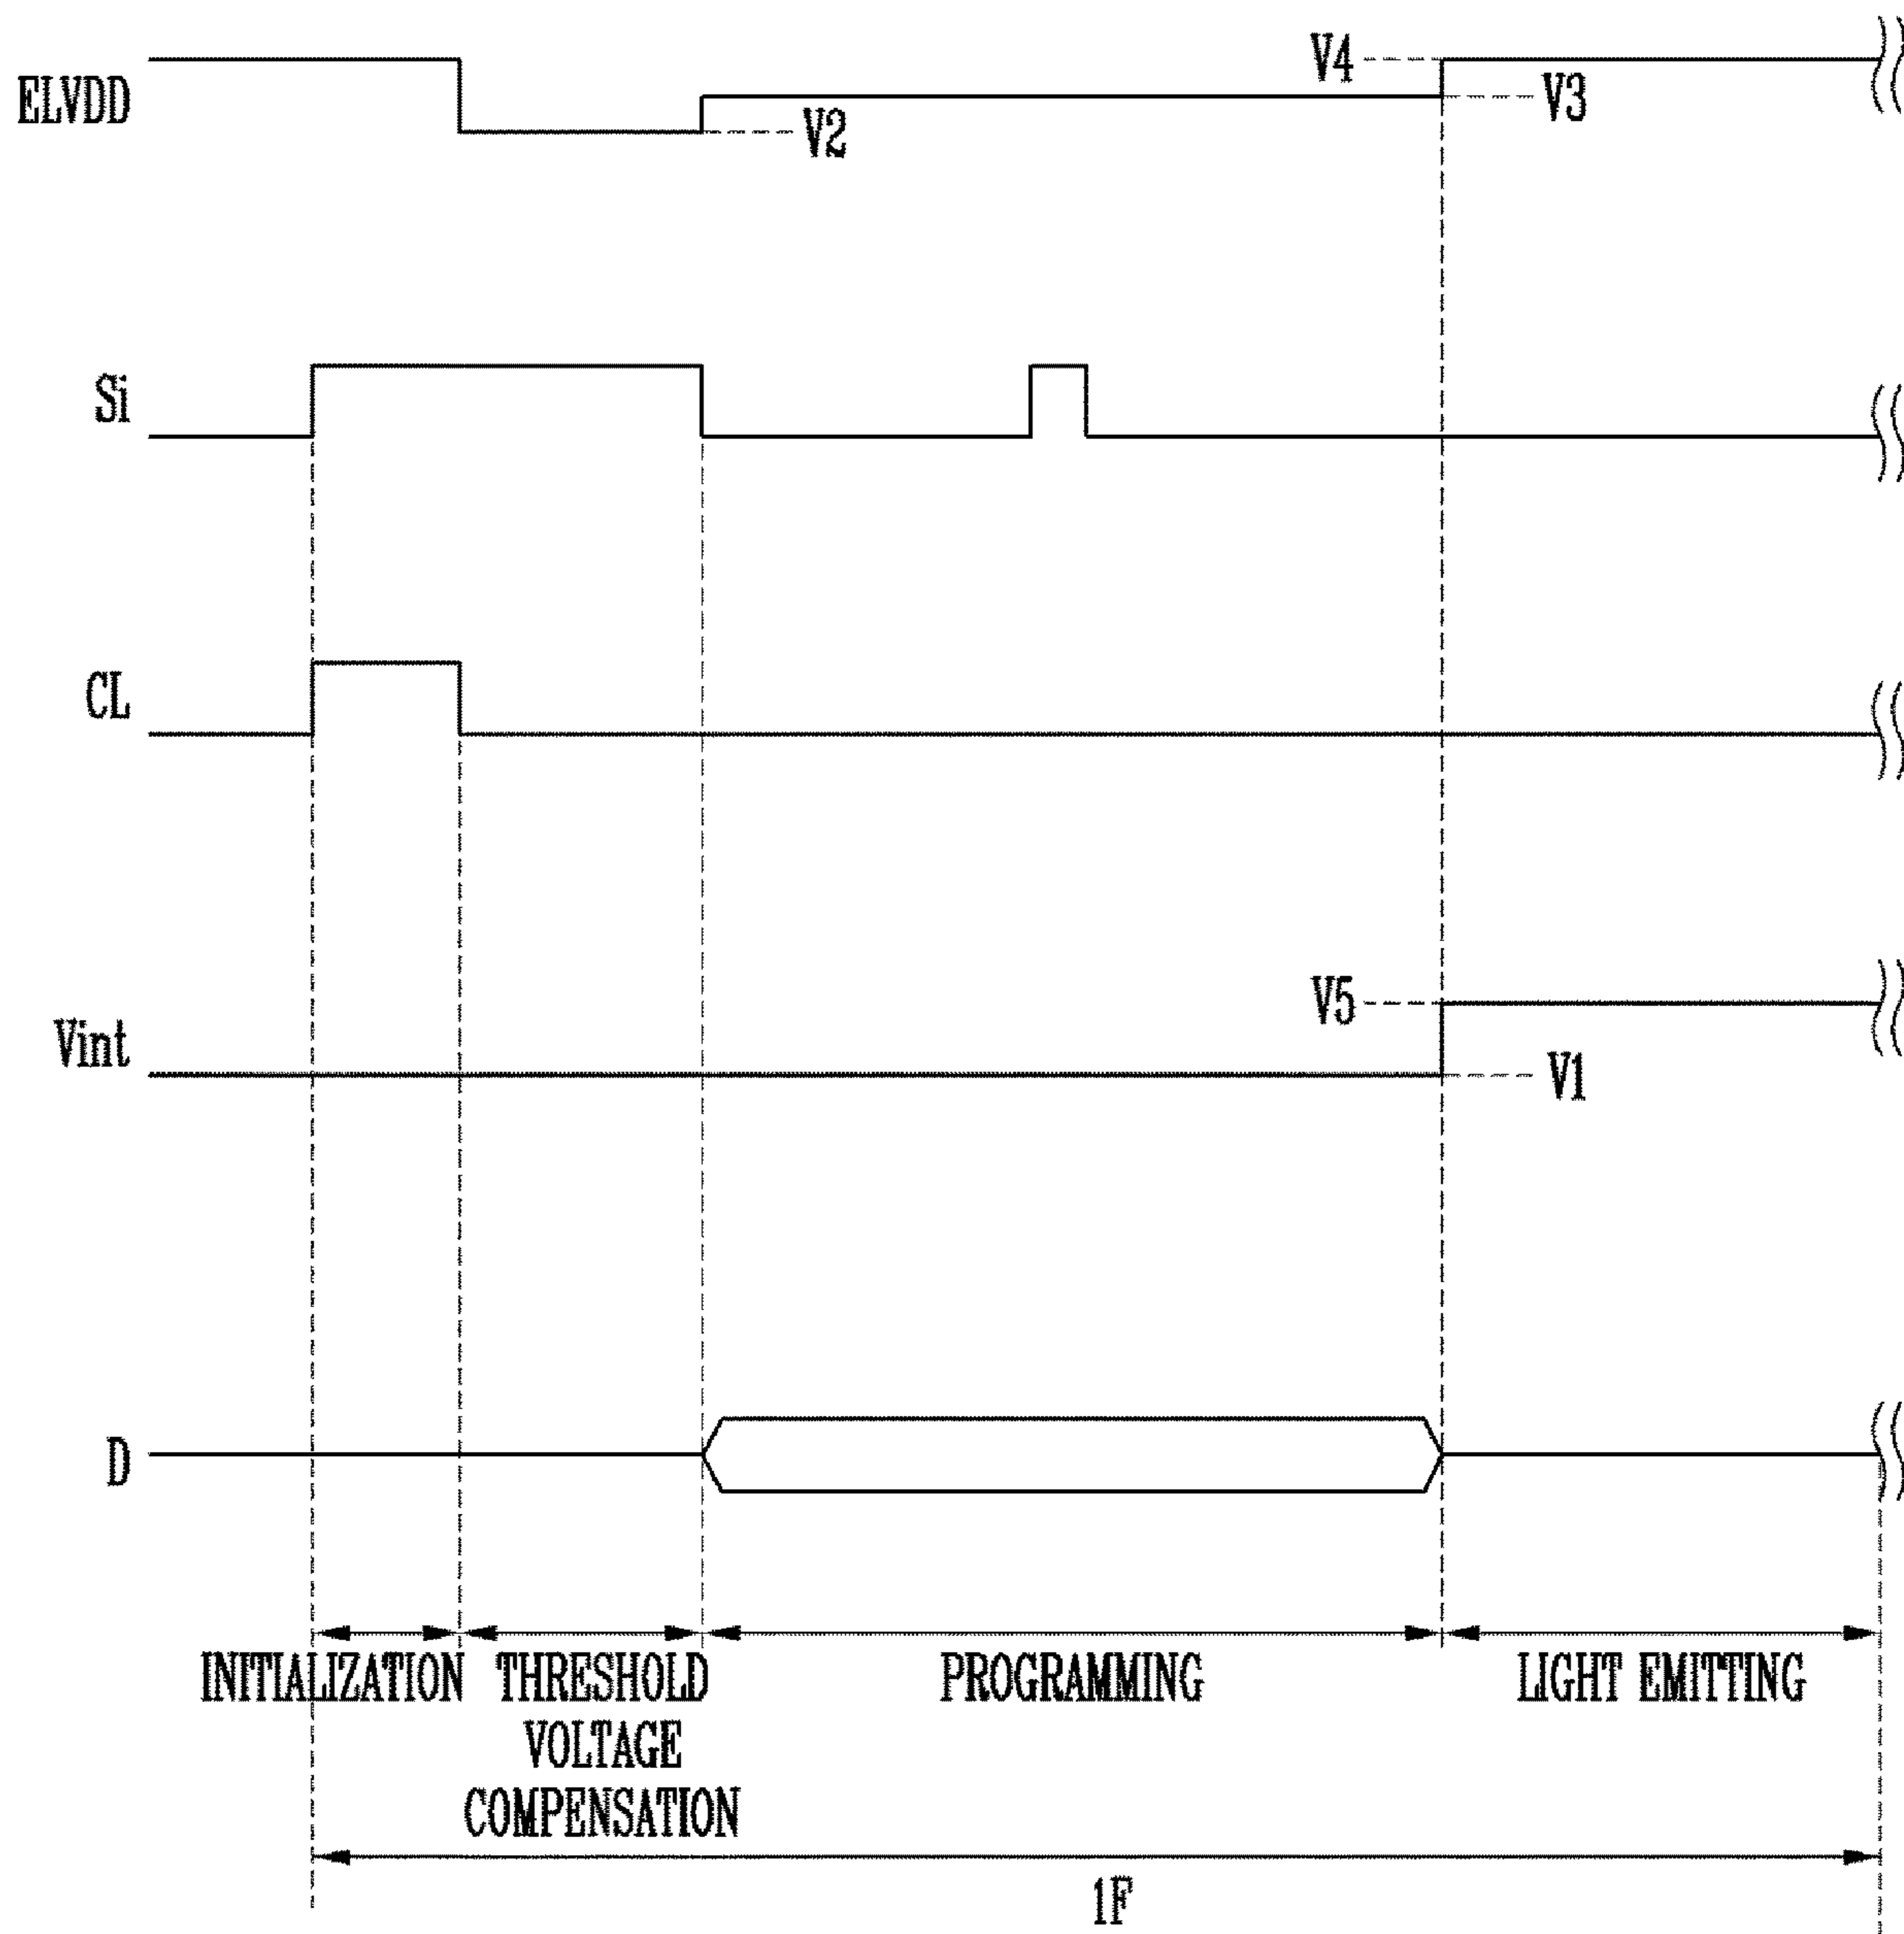 ELVDD
V4
V3
V2
Si
CL
V5
Vint
V1
D
INITIALIZATION
THRESHOLD
VOLTAGE
COMPENSATION
PROGRAMMING
LIGHT EMITTING
1F